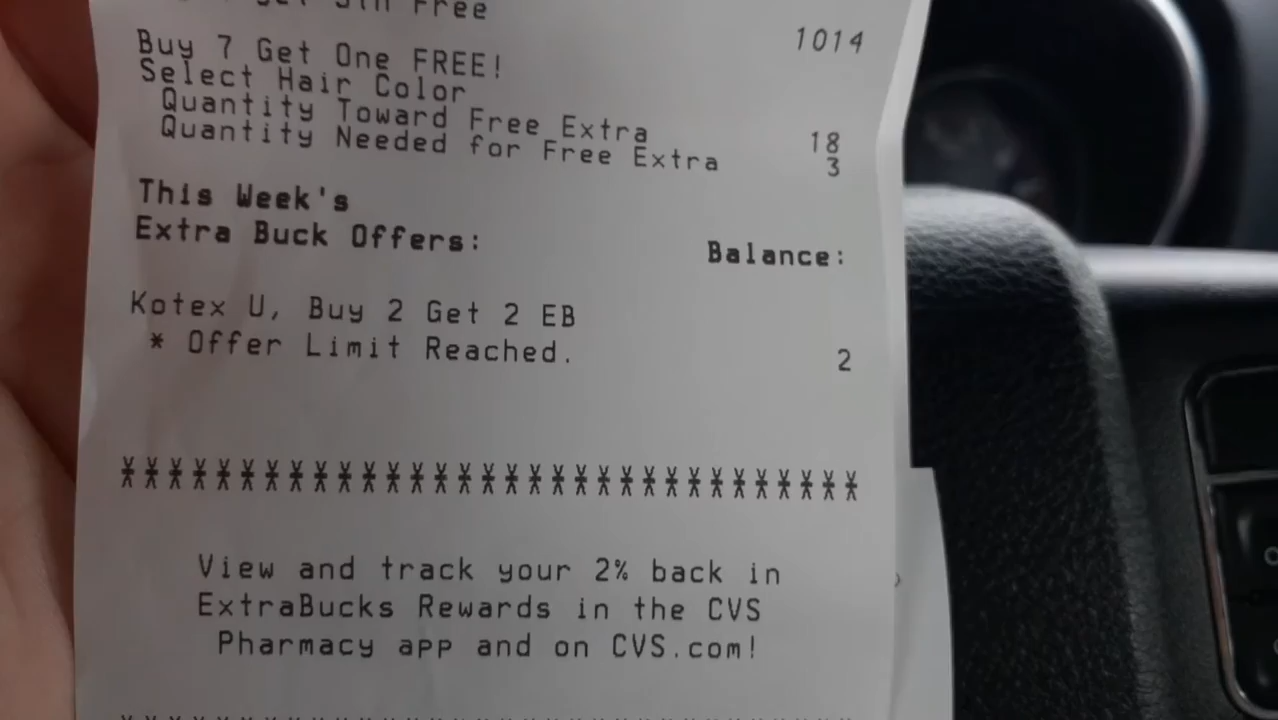 Free
1014
Buy 7 Get One FREE!
Select Hair Color
Quantity Toward Free Extra 18
Quantity Needed for Free Extra 3
This Week's
Extra Buck Offers: Balance:
Kotex U, Buy 2 Get 2 EB
* Offer Limit Reached. 2
*******************************
View and track your 2% back in
ExtraBucks Rewards in the CVS
Pharmacy app and on CVS.com!